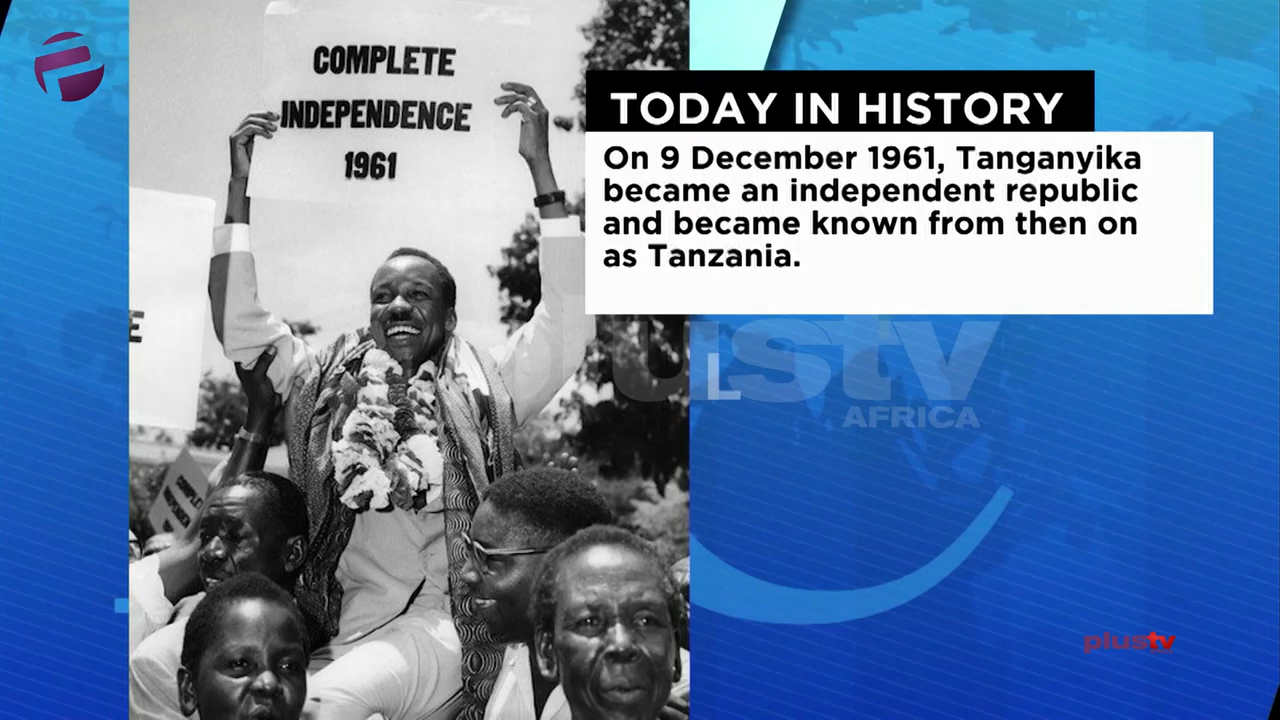 COMPLETE
INDEPENDENCE
1961
E
TODAY IN HISTORY
On 9 December 1961, Tanganyika
became an independent republic
and became known from then on
as Tanzania.
plustv
AFRICA
plustv